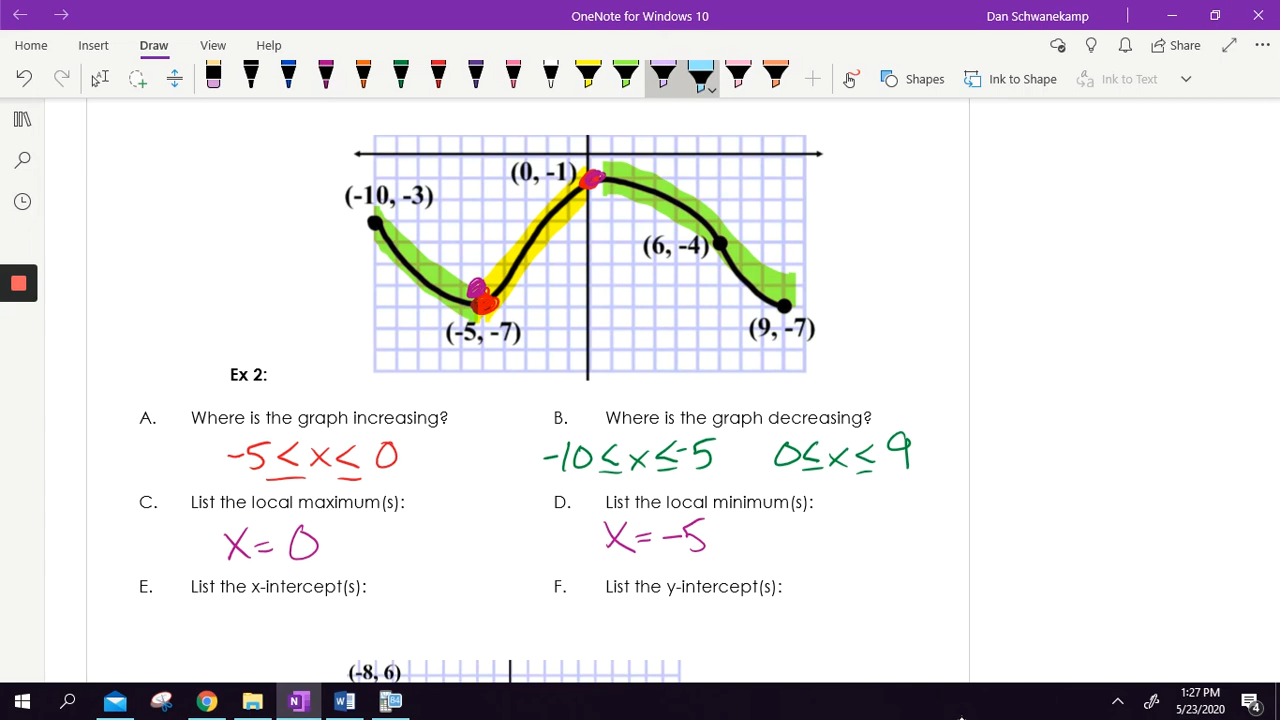 OneNote for Windows 10
Dan Schwanekamp
Home Insert Draw View Help
Share
Shapes Ink to Shape Ink to Text
(0, -1)
(-10, -3)
(6, -4)
(-5, -7)
(9, -7)
Ex 2:
A. Where is the graph increasing?
B. Where is the graph decreasing?
-5 ≤ x ≤ 0
-10 ≤ x ≤ -5 0 ≤ x ≤ 9
C. List the local maximum(s):
D. List the local minimum(s):
x = 0
x = -5
E. List the x-intercept(s):
F. List the y-intercept(s):
(-8, 6)
1:27 PM
5/23/2020
4